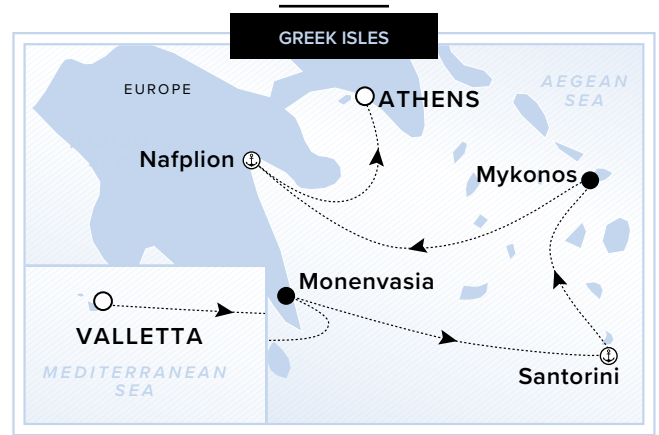 GREEK ISLES
EUROPE
AEGEAN
SEA
ATHENS
Nafplion
Mykonos
Monenvasia
VALLETTA
MEDITERRANEAN
SEA
Santorini